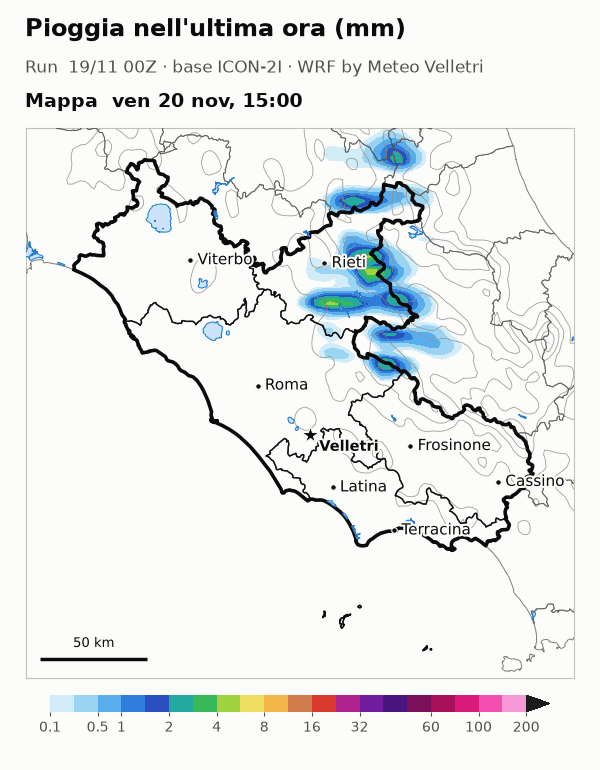 Pioggia nell'ultima ora (mm)
Run  19/11 00Z · base ICON-2I · WRF by Meteo Velletri
Mappa  ven 20 nov, 15:00
Viterbo
Rieti
Roma
Velletri
Frosinone
Cassino
Latina
Terracina
50 km
0.1 0.5 1 2 4 8 16 32 60 100 200